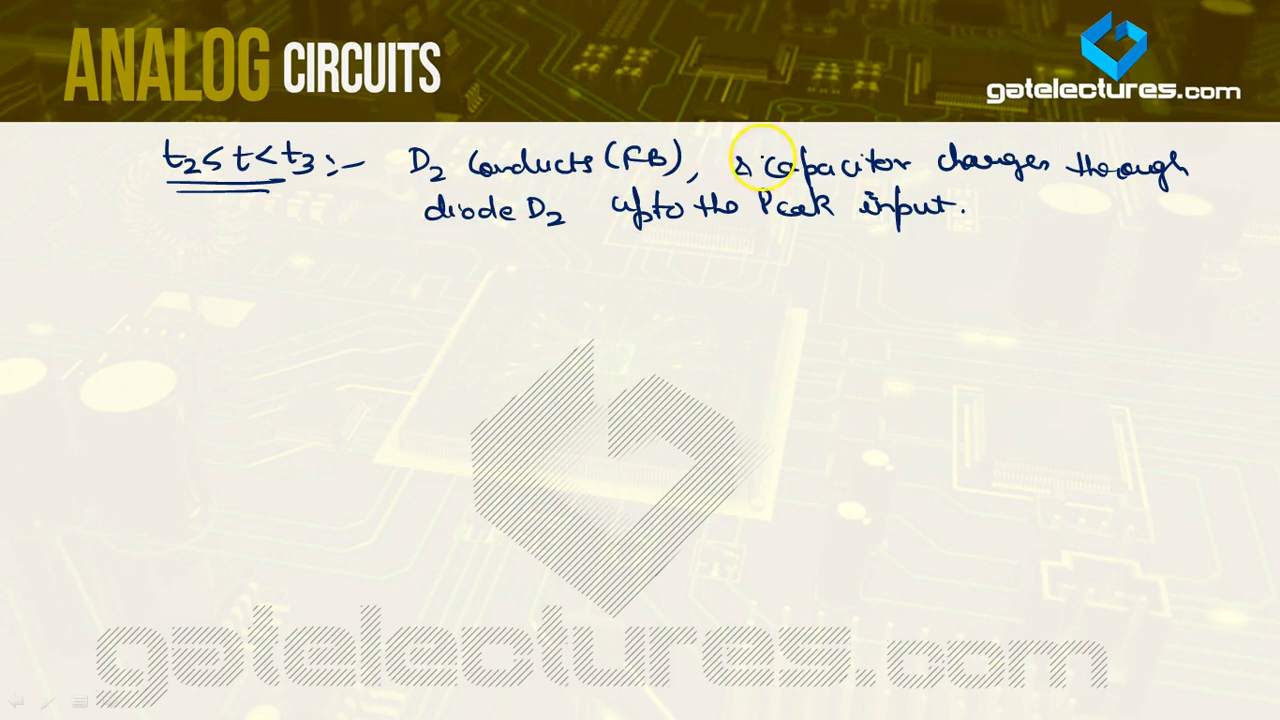 ANALOG CIRCUITS
gatelectures.com
t₂ ≤ t < t₃ :- D₂ conducts (FB), & capacitor charges through
diode D₂ upto the Peak input.
gatelectures.com